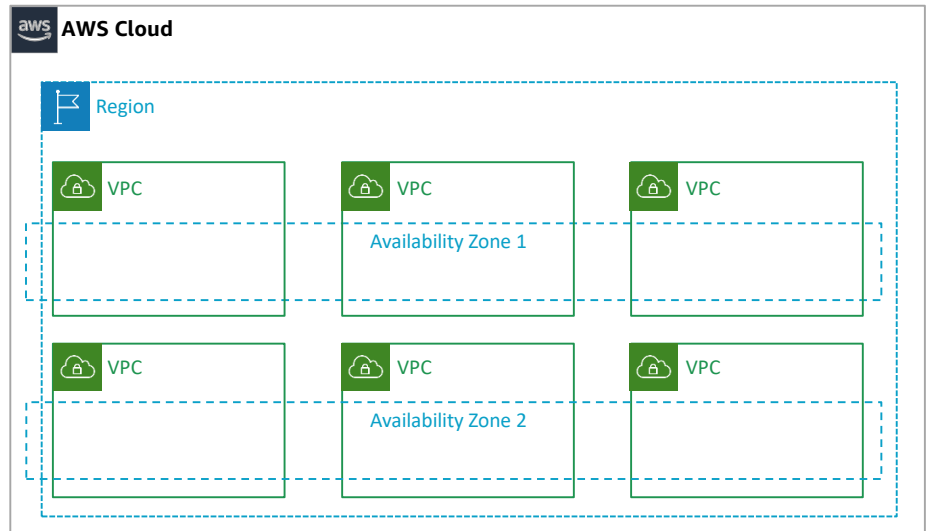 aws
AWS Cloud
Region
VPC
VPC
VPC
Availability Zone 1
VPC
VPC
VPC
Availability Zone 2